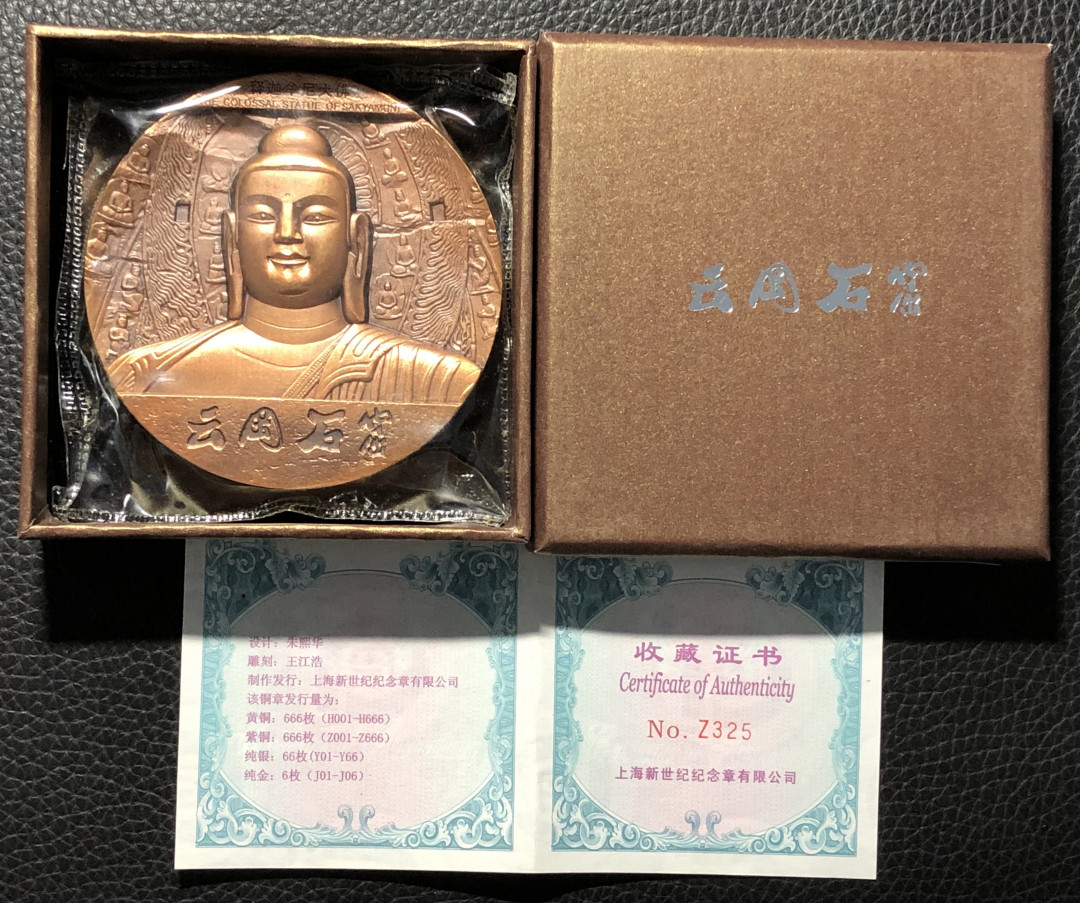 释迦牟尼大佛
THE COLOSSAL STATUE OF SAKYAMUNI
云冈石窟
云冈石窟
设计：朱熙华
雕刻：王江浩
制作发行：上海新世纪纪念章有限公司
该铜章发行量为：
黄铜：666枚（H001-H666）
紫铜：666枚（Z001-Z666）
纯银：66枚(Y01-Y66）
纯金：6枚（J01-J06）
收藏证书
Certificate of Authenticity
No. Z325
上海新世纪纪念章有限公司